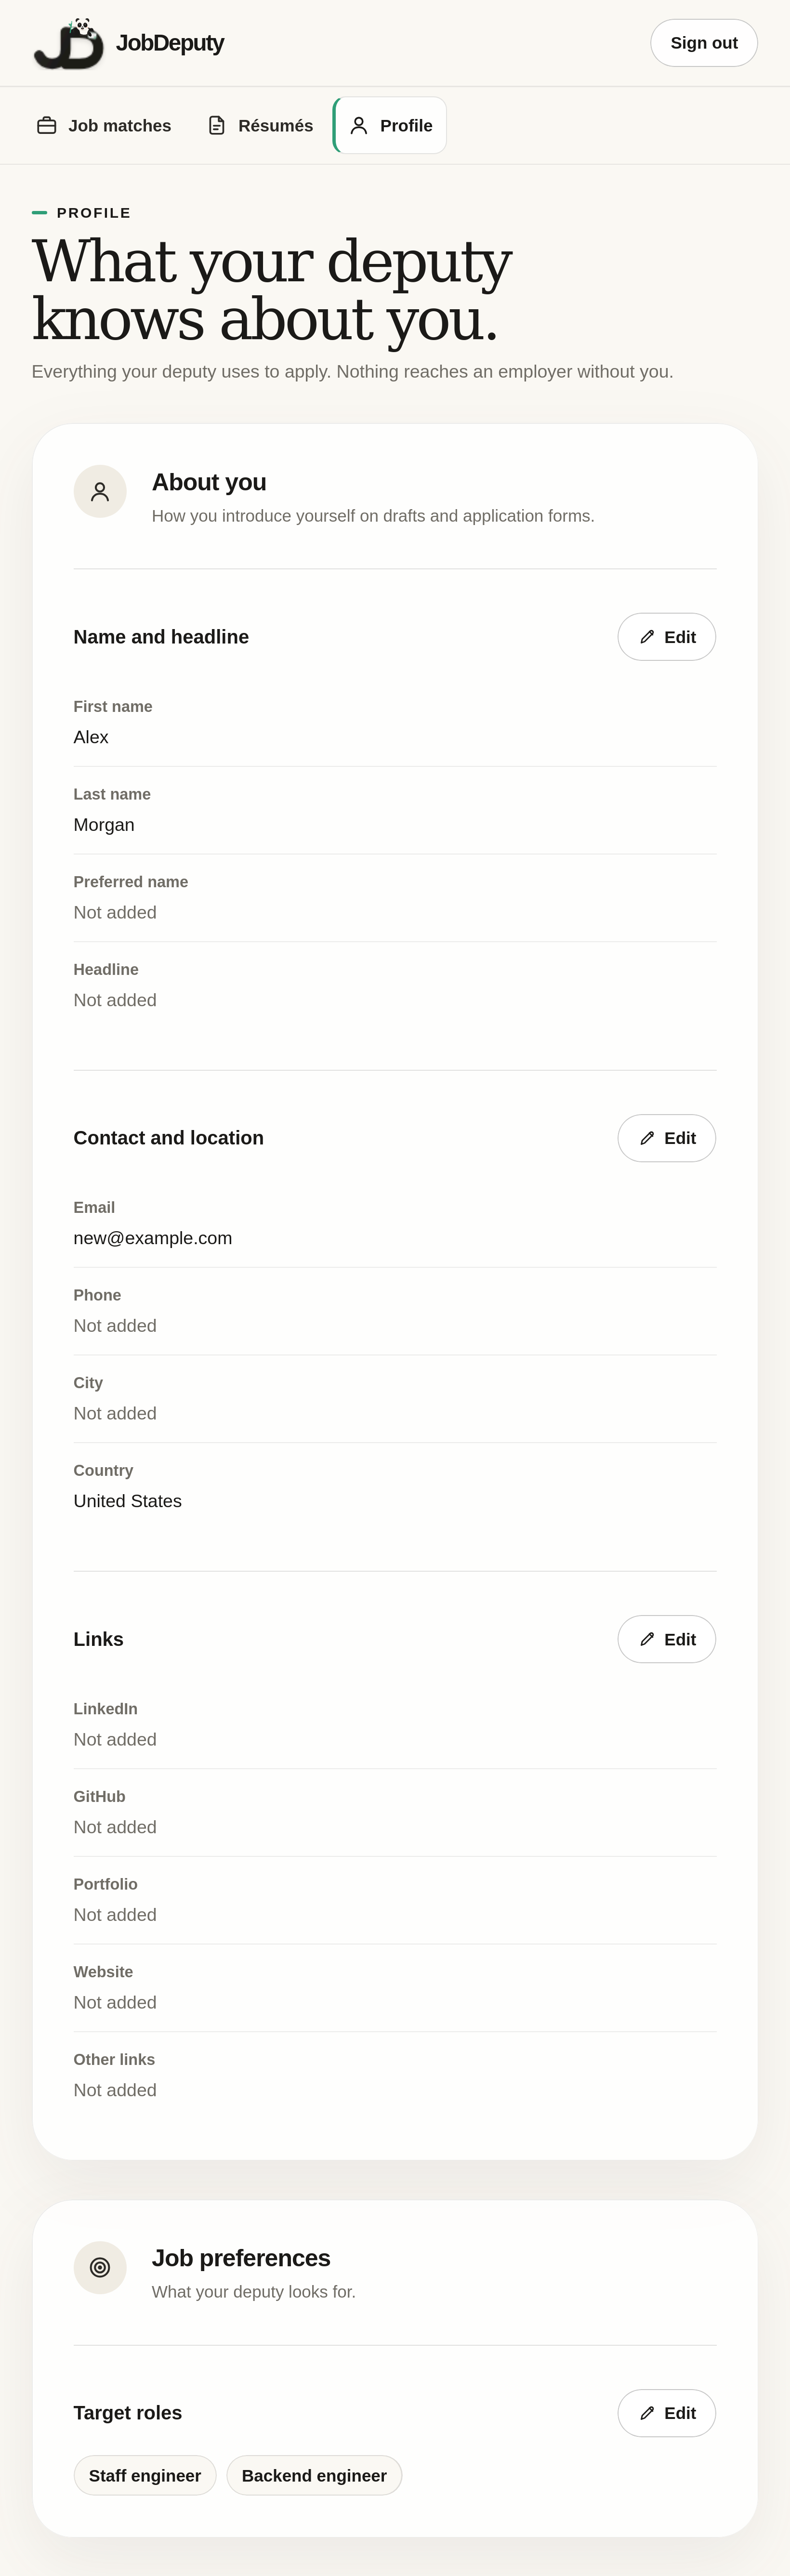 JD JobDeputy
Sign out
Job matches
Résumés
Profile
PROFILE
What your deputy
knows about you.
Everything your deputy uses to apply. Nothing reaches an employer without you.
About you
How you introduce yourself on drafts and application forms.
Name and headline
Edit
First name
Alex
Last name
Morgan
Preferred name
Not added
Headline
Not added
Contact and location
Edit
Email
new@example.com
Phone
Not added
City
Not added
Country
United States
Links
Edit
LinkedIn
Not added
GitHub
Not added
Portfolio
Not added
Website
Not added
Other links
Not added
Job preferences
What your deputy looks for.
Target roles
Edit
Staff engineer
Backend engineer